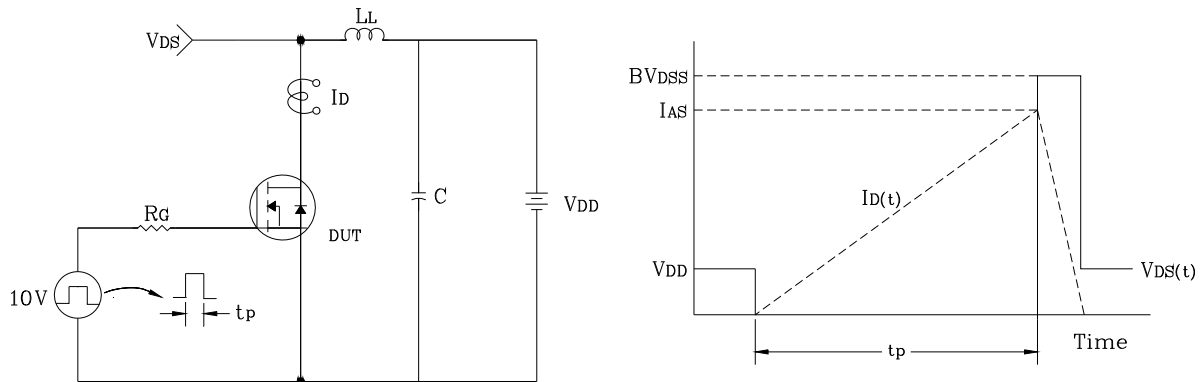 LL
VDS
ID
C
VDD
RG
DUT
10V
tp
BVDSS
IAS
ID(t)
VDD
VDS(t)
Time
tp